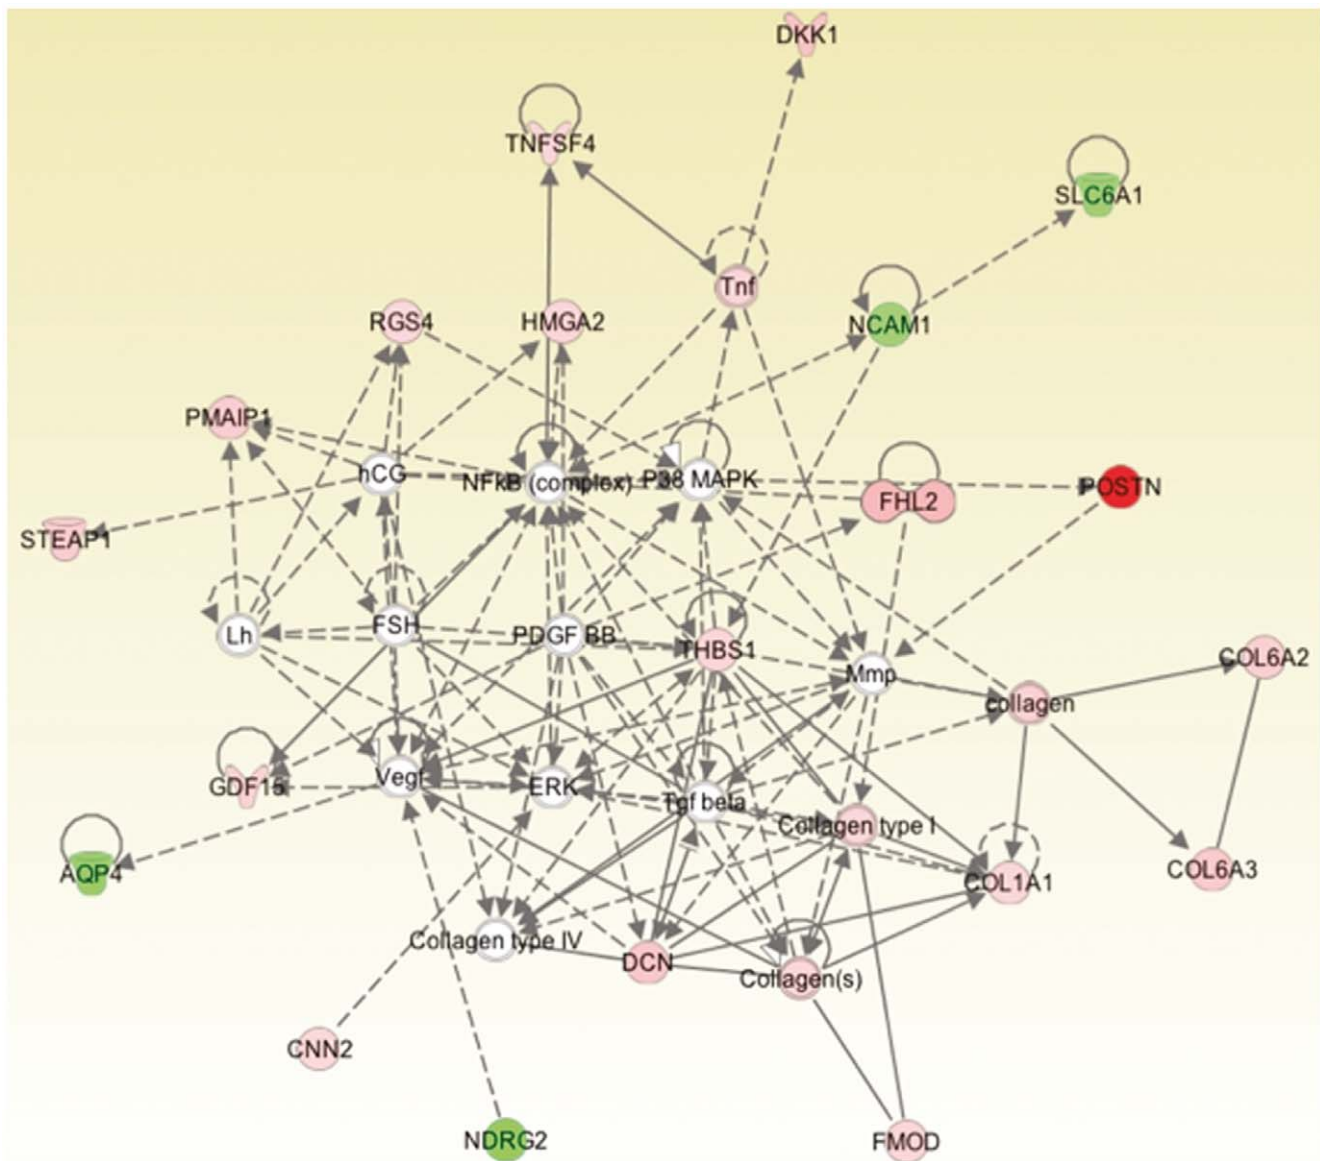 DKK1
TNFSF4
SLC6A1
Tnf
RGS4
HMGA2
NCAM1
PMAIP1
hCG
NFkB (complex)
P38 MAPK
POSTN
FHL2
STEAP1
Lh
FSH
PDGF BB
THBS1
COL6A2
Mmp
collagen
GDF15
Vegf
ERK
Tgf beta
Collagen type I
AQP4
COL1A1
COL6A3
Collagen type IV
DCN
Collagen(s)
CNN2
NDRG2
FMOD